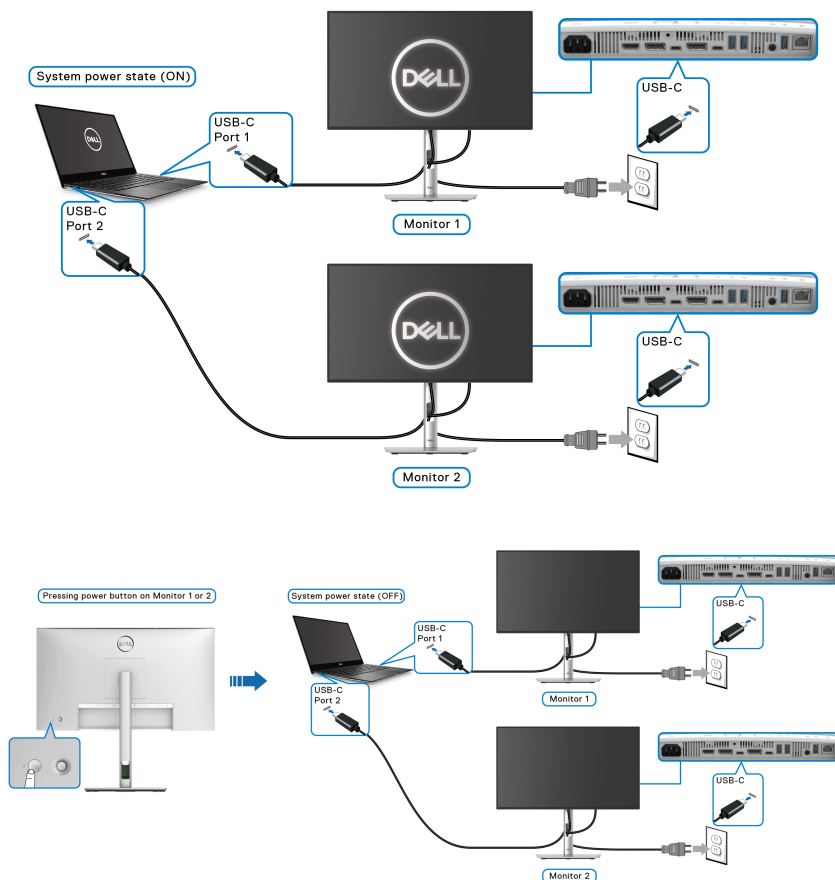 System power state (ON)
DELL
DELL
USB-C
Port 1
USB-C
Monitor 1
USB-C
Port 2
DELL
USB-C
Monitor 2
Pressing power button on Monitor 1 or 2
DELL
System power state (OFF)
USB-C
Port 1
USB-C
Monitor 1
USB-C
Port 2
USB-C
Monitor 2